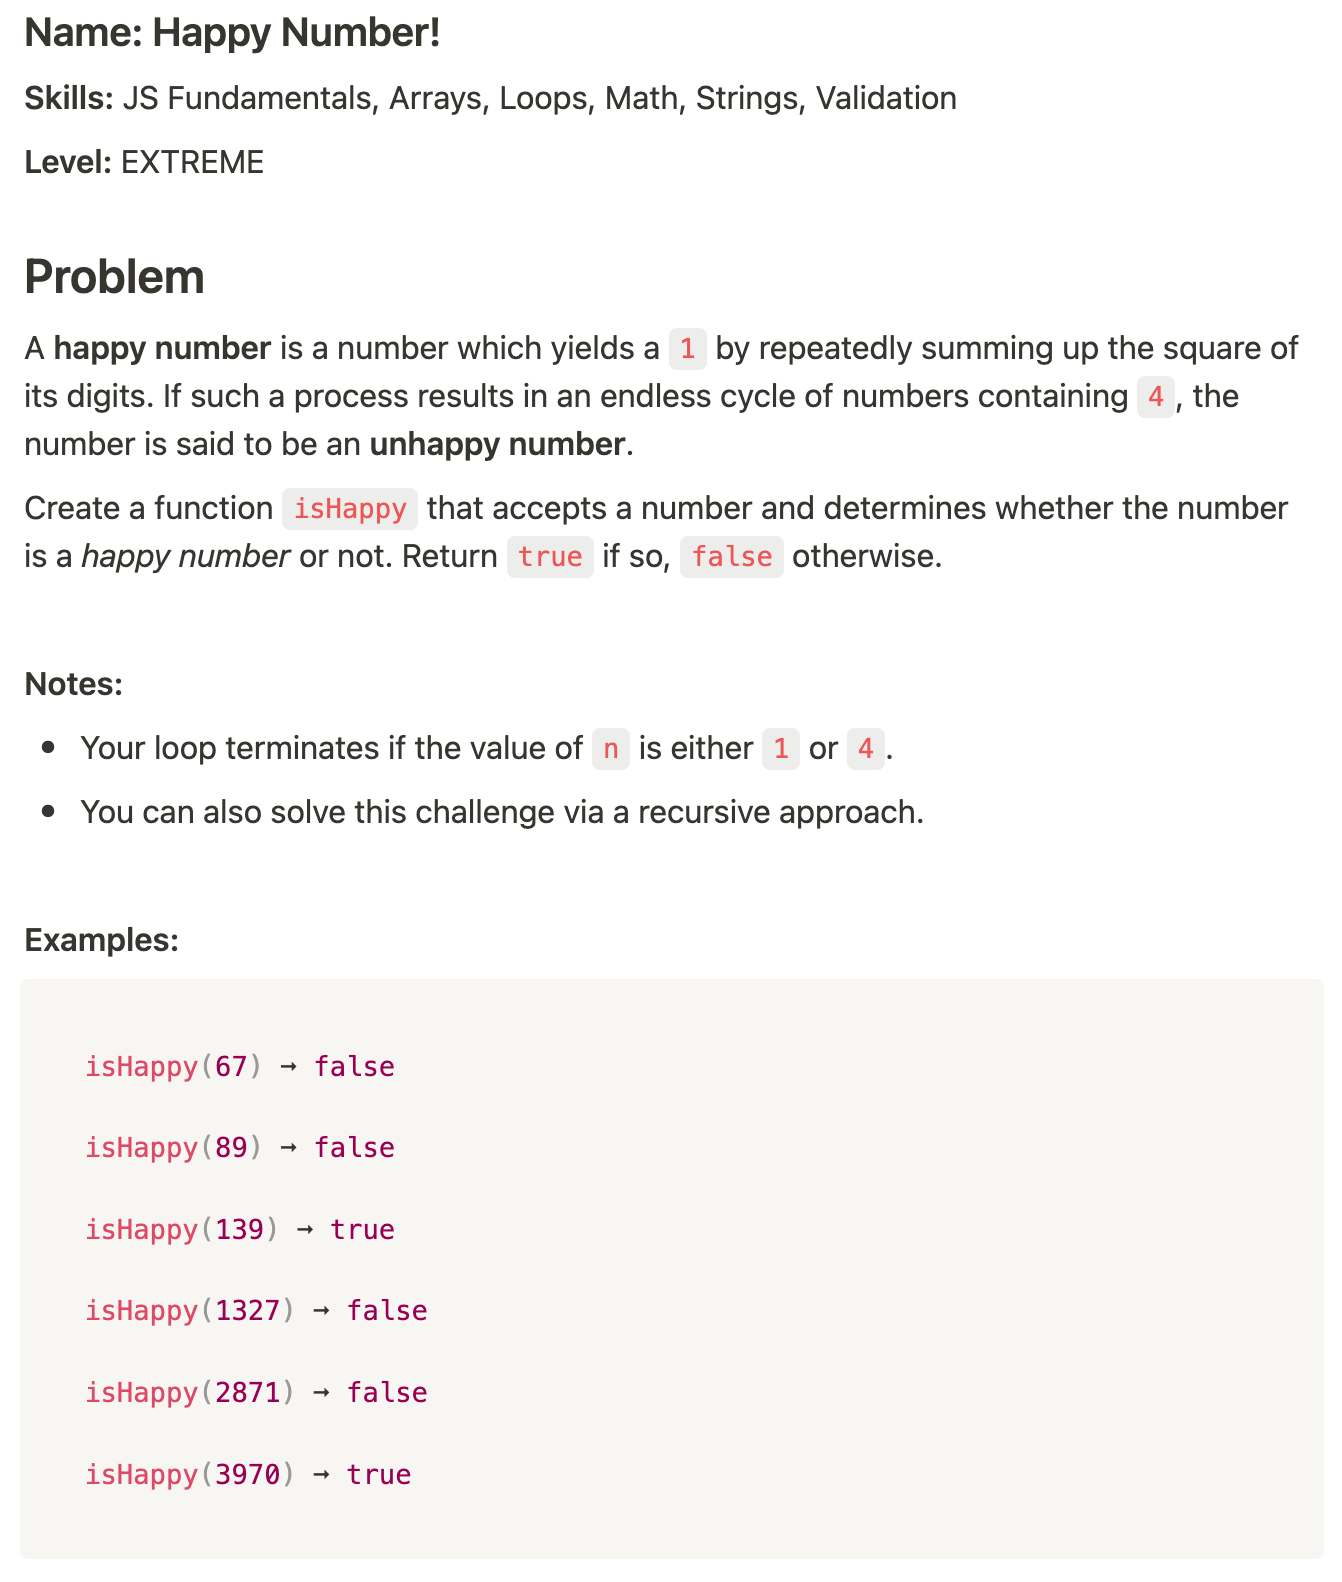 Name: Happy Number!
Skills: JS Fundamentals, Arrays, Loops, Math, Strings, Validation
Level: EXTREME
Problem
A happy number is a number which yields a 1 by repeatedly summing up the square of
its digits. If such a process results in an endless cycle of numbers containing 4, the
number is said to be an unhappy number.
Create a function isHappy that accepts a number and determines whether the number
is a happy number or not. Return true if so, false otherwise.
Notes:
• Your loop terminates if the value of n is either 1 or 4.
• You can also solve this challenge via a recursive approach.
Examples:
isHappy(67) → false
isHappy(89) → false
isHappy(139) → true
isHappy(1327) → false
isHappy(2871) → false
isHappy(3970) → true